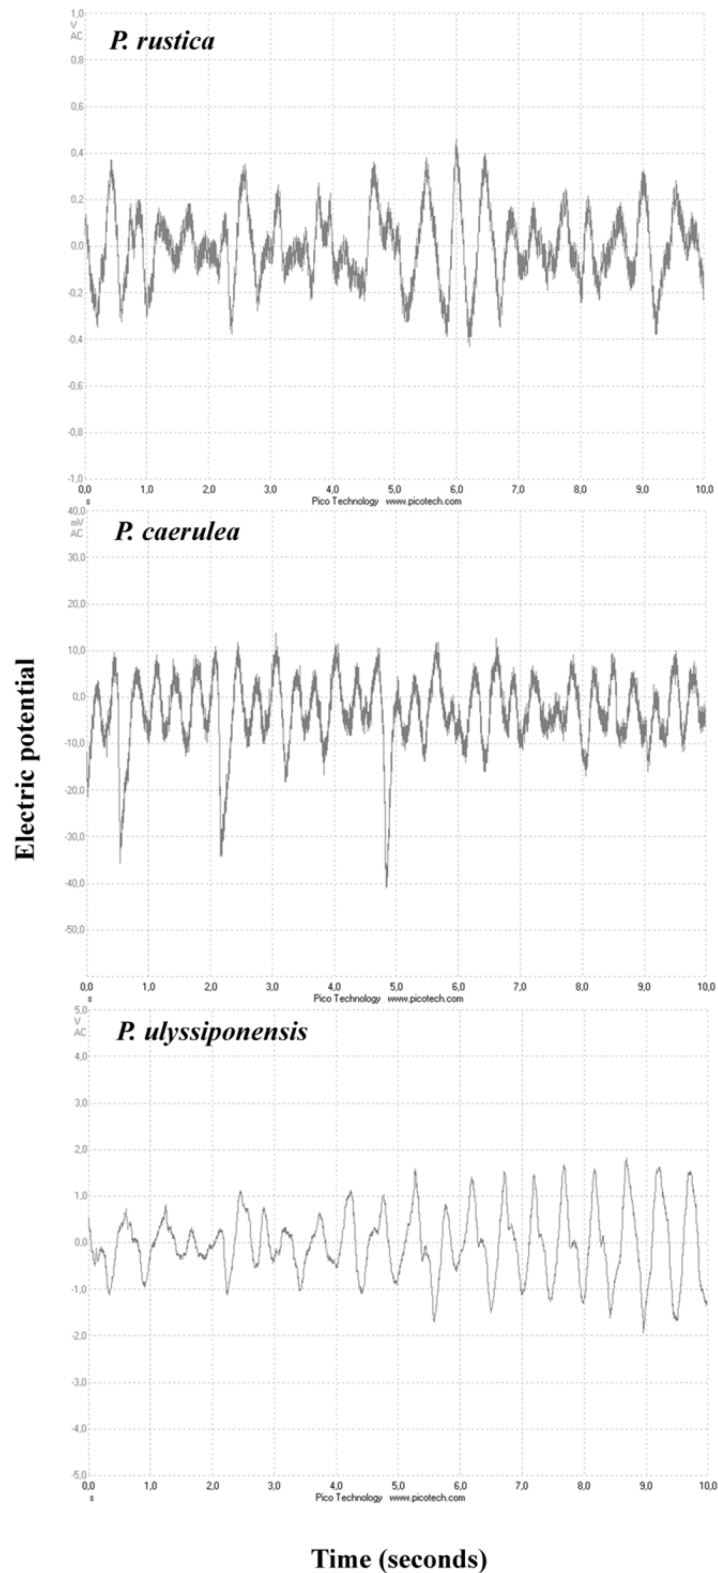 1,0
V
AC
P. rustica
0,8
0,6
0,4
0,2
0,0
-0,2
-0,4
-0,6
-0,8
-1,0
0,0 1,0 2,0 3,0 4,0 5,0 6,0 7,0 8,0 9,0 10,0
s
Pico Technology www.picotech.com
40,0
mV
AC
P. caerulea
30,0
20,0
10,0
0,0
-10,0
-20,0
-30,0
-40,0
-50,0
0,0 1,0 2,0 3,0 4,0 5,0 6,0 7,0 8,0 9,0 10,0
s
Pico Technology www.picotech.com
Electric potential
5,0
V
AC
P. ulyssiponensis
4,0
3,0
2,0
1,0
0,0
-1,0
-2,0
-3,0
-4,0
-5,0
0,0 1,0 2,0 3,0 4,0 5,0 6,0 7,0 8,0 9,0 10,0
s
Pico Technology www.picotech.com
Time (seconds)